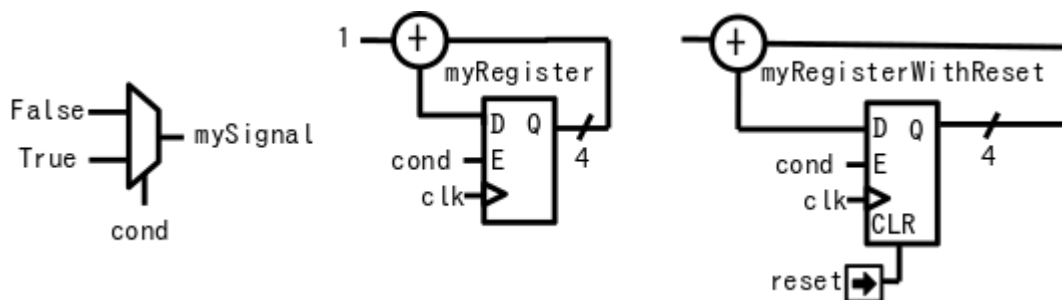 False
True
mySignal
cond
1
+
myRegister
D Q
cond E
clk
4
+
myRegisterWithReset
D Q
cond E
clk
CLR
4
reset